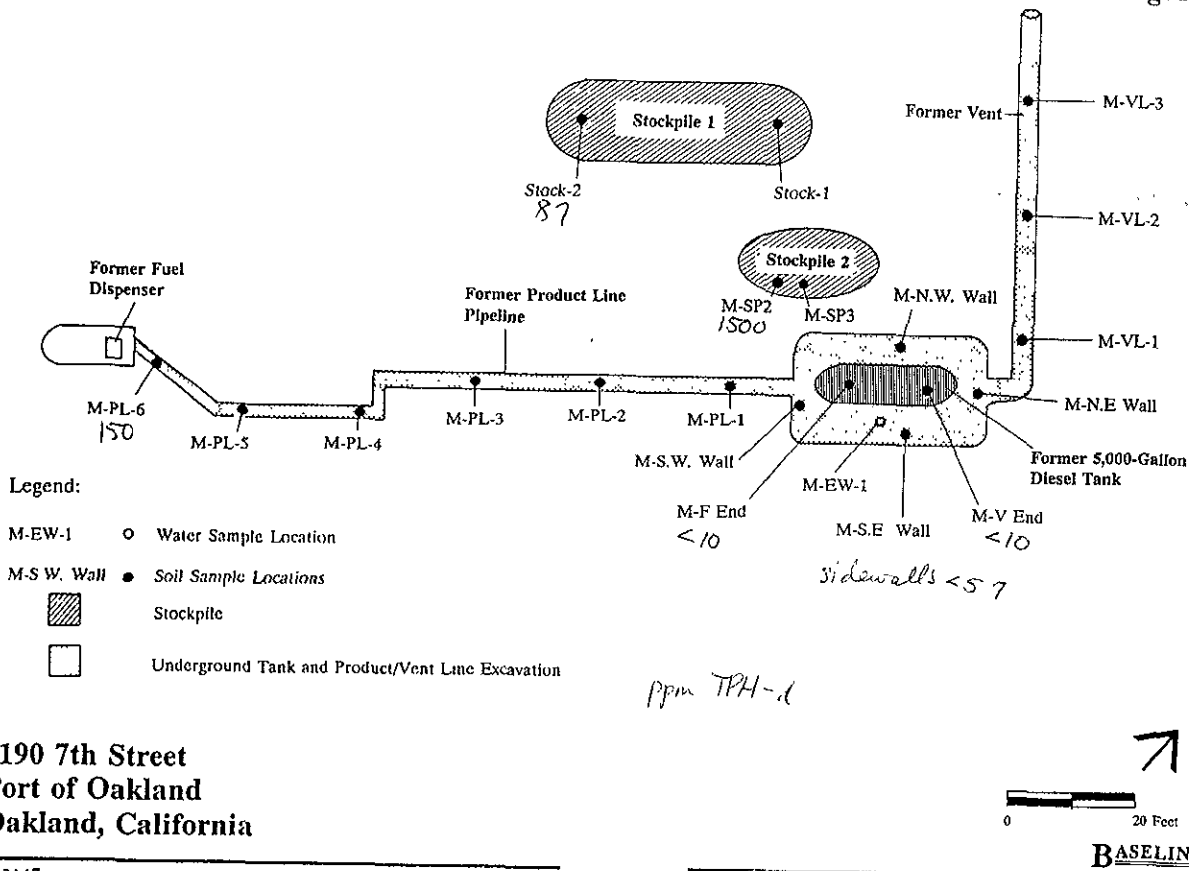 Stockpile 1
Former Vent
M-VL-3
Stock-2
87
Stock-1
M-VL-2
Stockpile 2
Former Fuel
Dispenser
Former Product Line
Pipeline
M-SP2
1500
M-SP3
M-N.W. Wall
M-VL-1
M-PL-6
150
M-PL-5
M-PL-4
M-PL-3
M-PL-2
M-PL-1
M-N.E Wall
M-S.W. Wall
M-EW-1
Former 5,000-Gallon
Diesel Tank
M-F End
<10
M-S.E Wall
M-V End
<10
sidewalls <57
Legend:
M-EW-1 Water Sample Location
M-S W. Wall Soil Sample Locations
Stockpile
Underground Tank and Product/Vent Line Excavation
ppm TPH-d
190 7th Street
Port of Oakland
Oakland, California
0 20 Feet
BASELIN